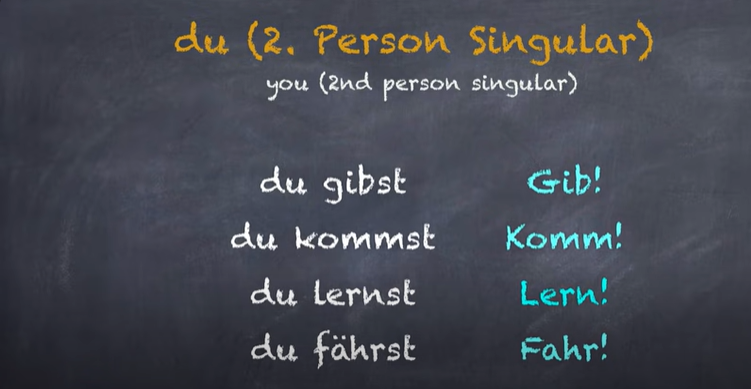 du (2. Person Singular)
you (2nd person singular)
du gibst Gib!
du kommst Komm!
du lernst Lern!
du fährst Fahr!